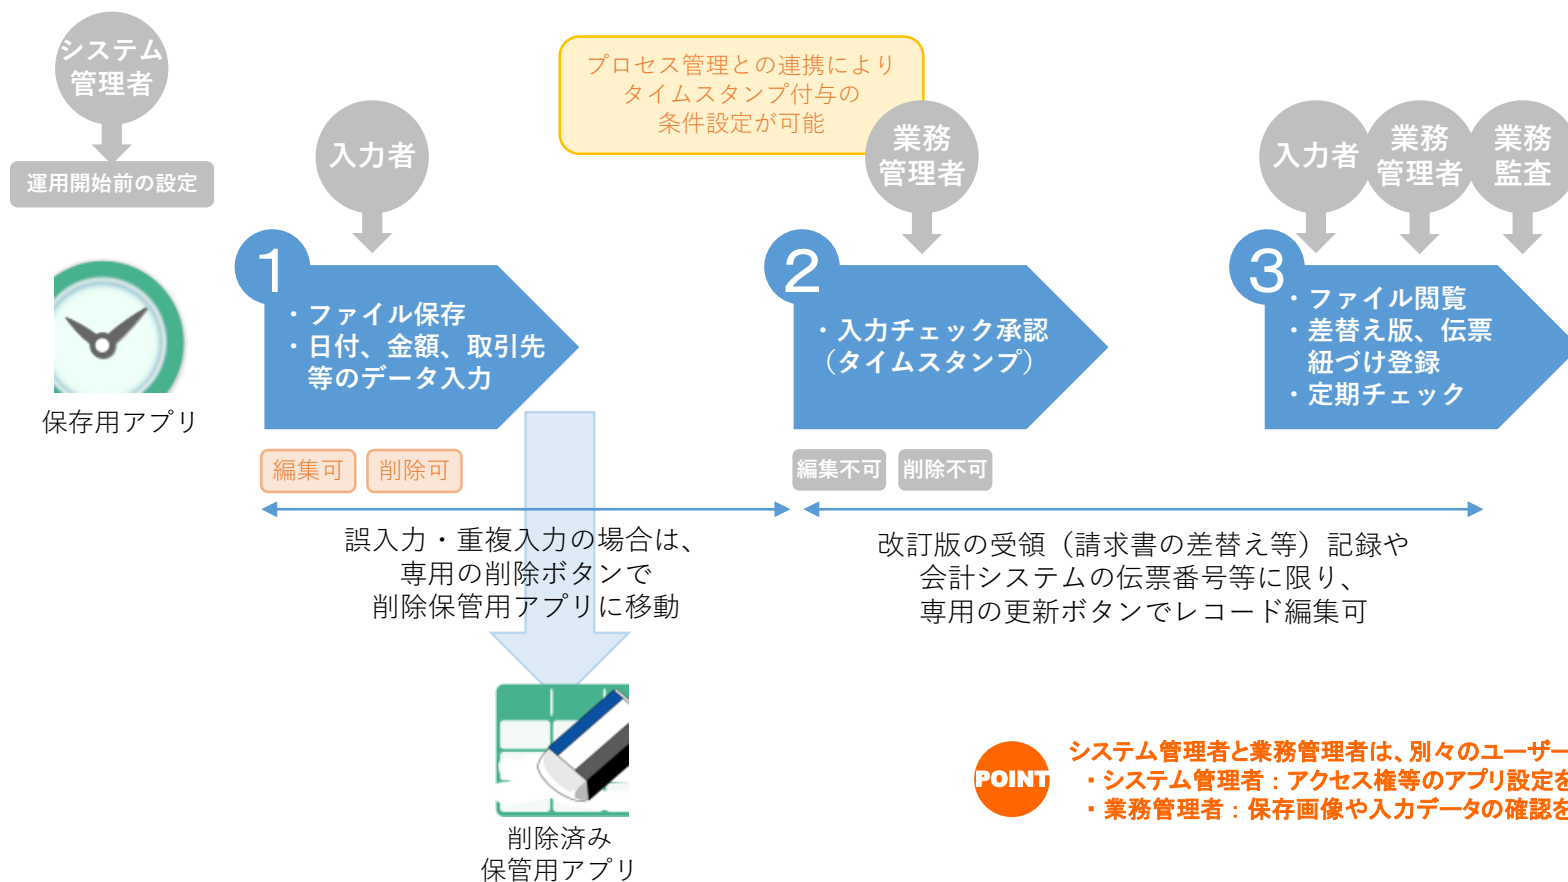 システム
管理者
運用開始前の設定
保存用アプリ
入力者
1
・ファイル保存
・日付、金額、取引先
等のデータ入力
編集可
削除可
誤入力・重複入力の場合は、
専用の削除ボタンで
削除保管用アプリに移動
削除済み
保管用アプリ
プロセス管理との連携により
タイムスタンプ付与の
条件設定が可能
業務
管理者
2
・入力チェック承認
（タイムスタンプ）
編集不可
削除不可
改訂版の受領（請求書の差替え等）記録や
会計システムの伝票番号等に限り、
専用の更新ボタンでレコード編集可
入力者
業務
管理者
業務
監査
3
・ファイル閲覧
・差替え版、伝票
紐づけ登録
・定期チェック
POINT
システム管理者と業務管理者は、別々のユーザー
・システム管理者：アクセス権等のアプリ設定を
・業務管理者：保存画像や入力データの確認を